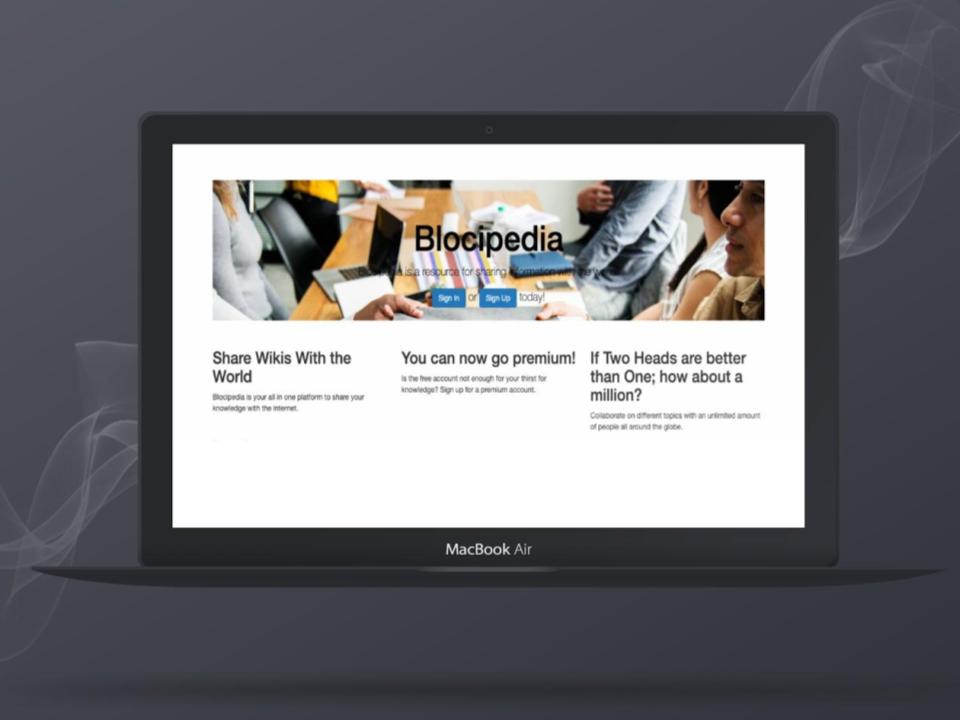 Blocipedia
Blocipedia is a resource for sharing information with the
Sign In or Sign Up today!
Share Wikis With the
World
Blocipedia is your all in one platform to share your
knowledge with the internet.
You can now go premium!
Is the free account not enough for your thirst for
knowledge? Sign up for a premium account.
If Two Heads are better
than One; how about a
million?
Collaborate on different topics with an unlimited amount
of people all around the globe.
MacBook Air